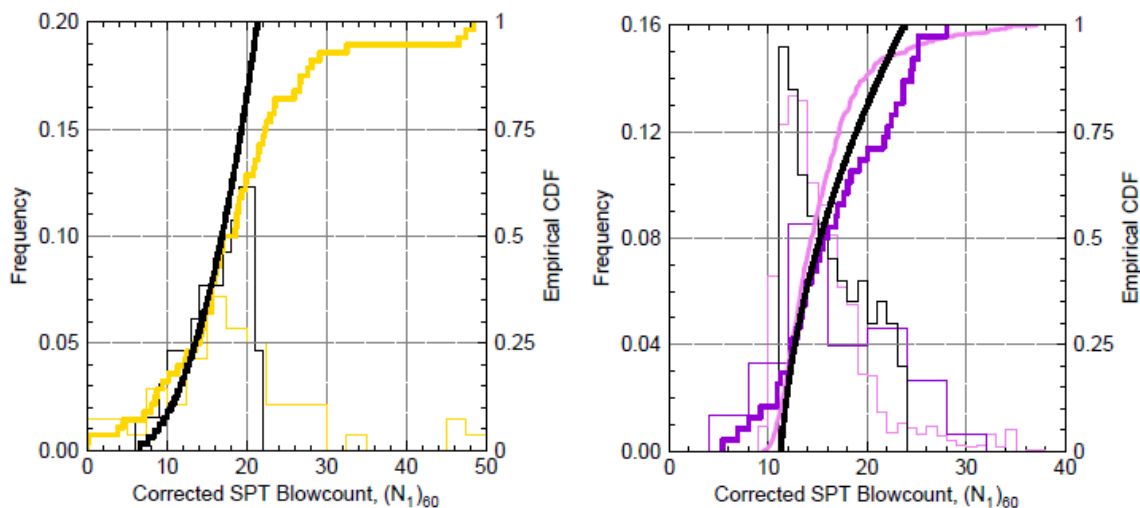 0.20
0.15
0.10
0.05
0.00
Frequency
0 10 20 30 40 50
Corrected SPT Blowcount, (N1)60
1
0.75
0.5
0.25
0
Empirical CDF
0.16
0.12
0.08
0.04
0.00
Frequency
0 10 20 30 40
Corrected SPT Blowcount, (N1)60
1
0.75
0.5
0.25
0
Empirical CDF